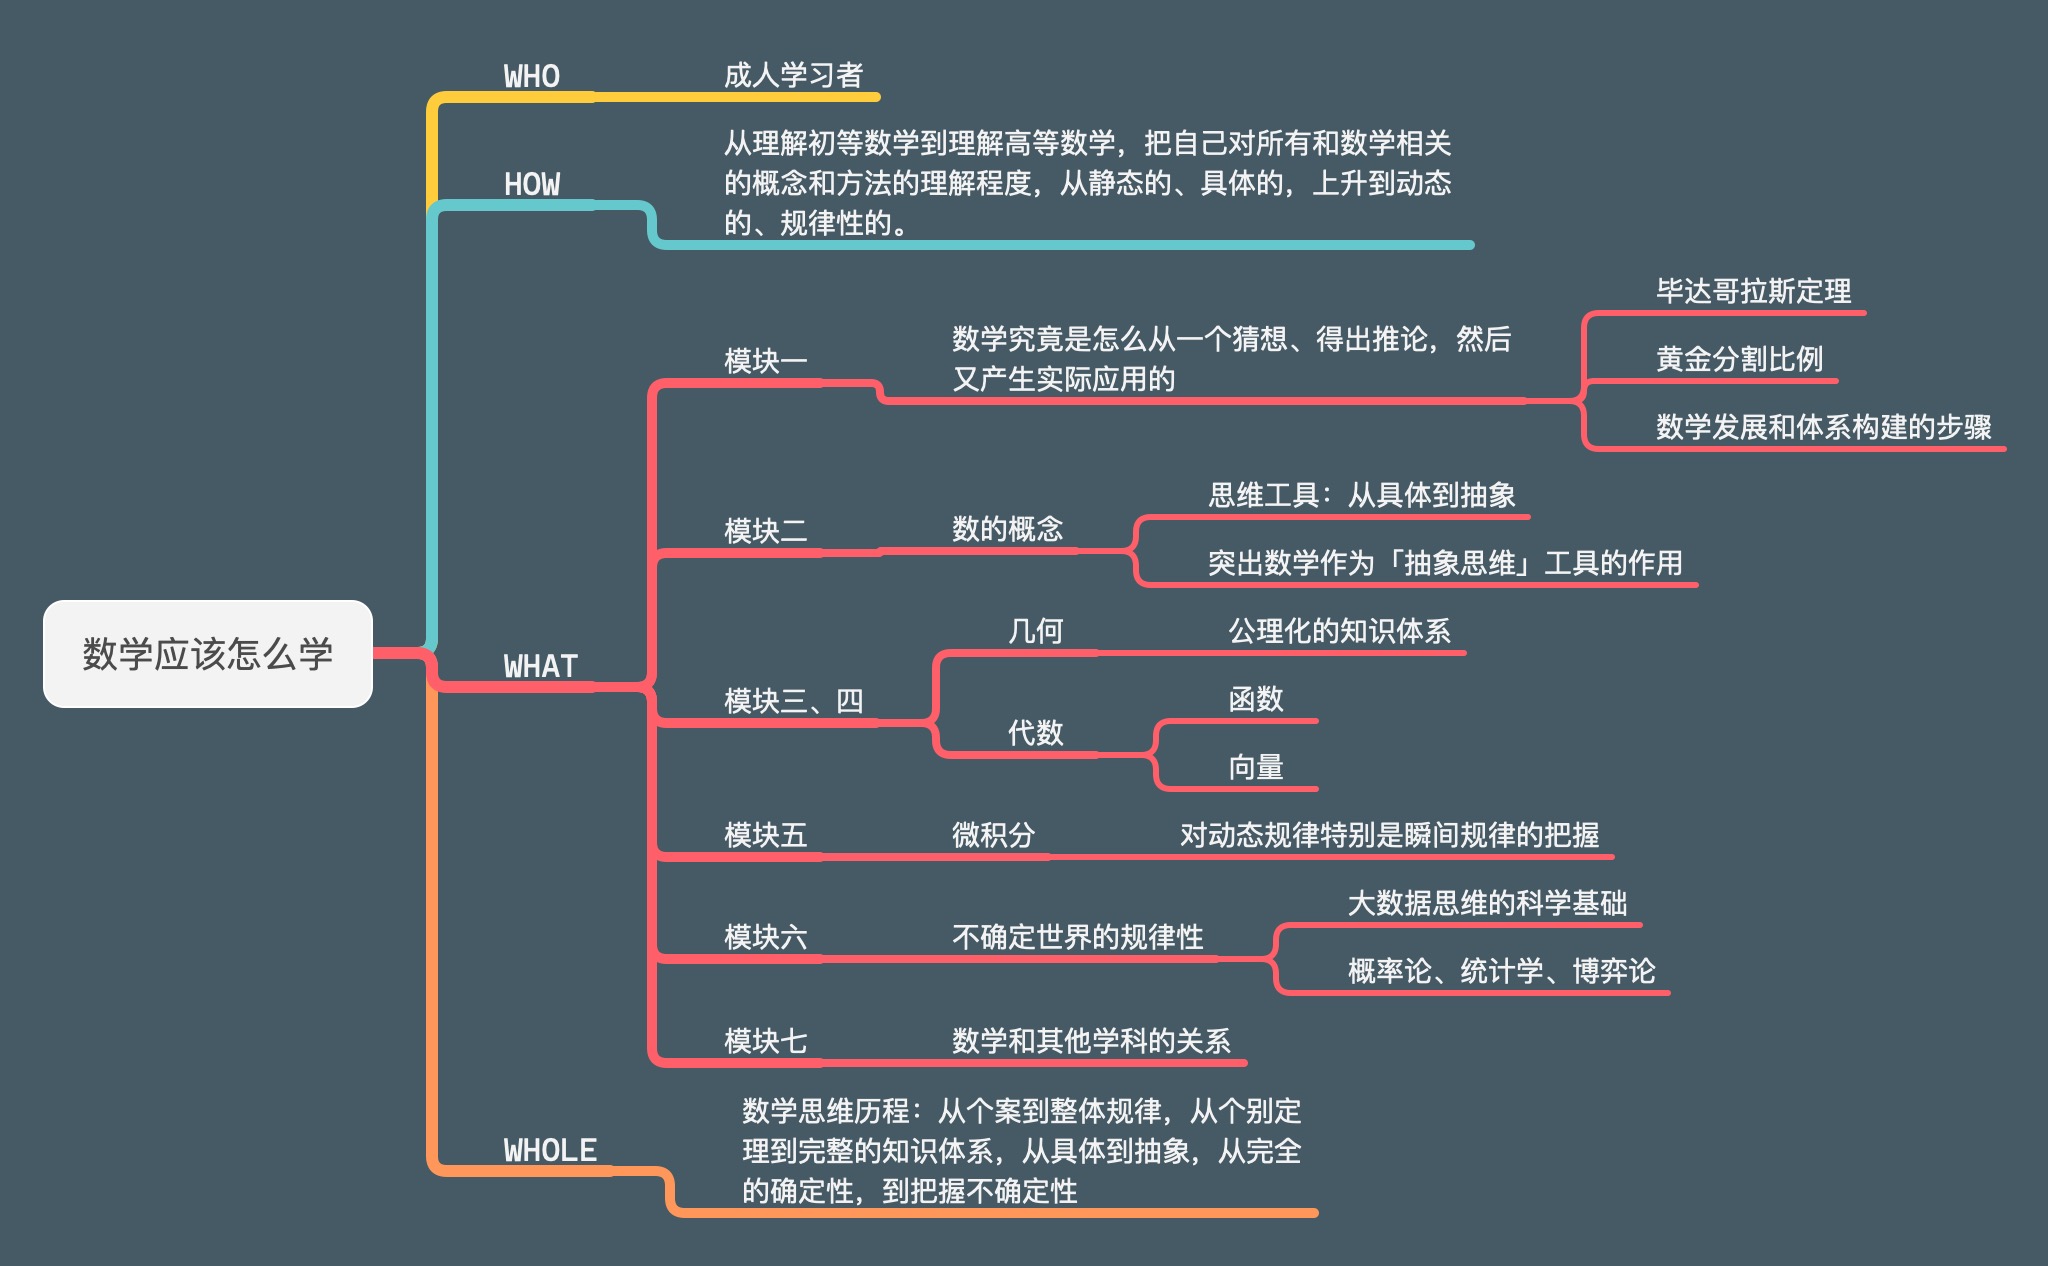 数学应该怎么学
WHO
成人学习者
HOW
从理解初等数学到理解高等数学，把自己对所有和数学相关
的概念和方法的理解程度，从静态的、具体的，上升到动态
的、规律性的。
WHAT
模块一
数学究竟是怎么从一个猜想、得出推论，然后
又产生实际应用的
毕达哥拉斯定理
黄金分割比例
数学发展和体系构建的步骤
模块二
数的概念
思维工具：从具体到抽象
突出数学作为「抽象思维」工具的作用
模块三、四
几何
公理化的知识体系
代数
函数
向量
模块五
微积分
对动态规律特别是瞬间规律的把握
模块六
不确定世界的规律性
大数据思维的科学基础
概率论、统计学、博弈论
模块七
数学和其他学科的关系
WHOLE
数学思维历程：从个案到整体规律，从个别定
理到完整的知识体系，从具体到抽象，从完全
的确定性，到把握不确定性